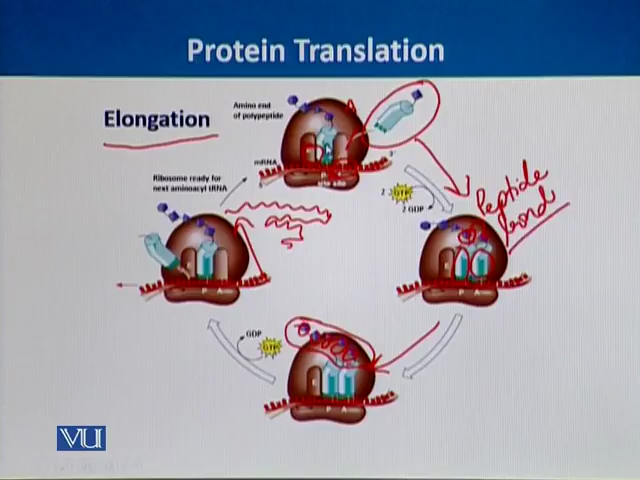 Protein Translation
Elongation
Amino end
of polypeptide
mRNA
3'
Ribosome ready for
next aminoacyl tRNA
2 GTP
2 GDP
Peptide
bond
P A
GDP
GTP
P A
VU